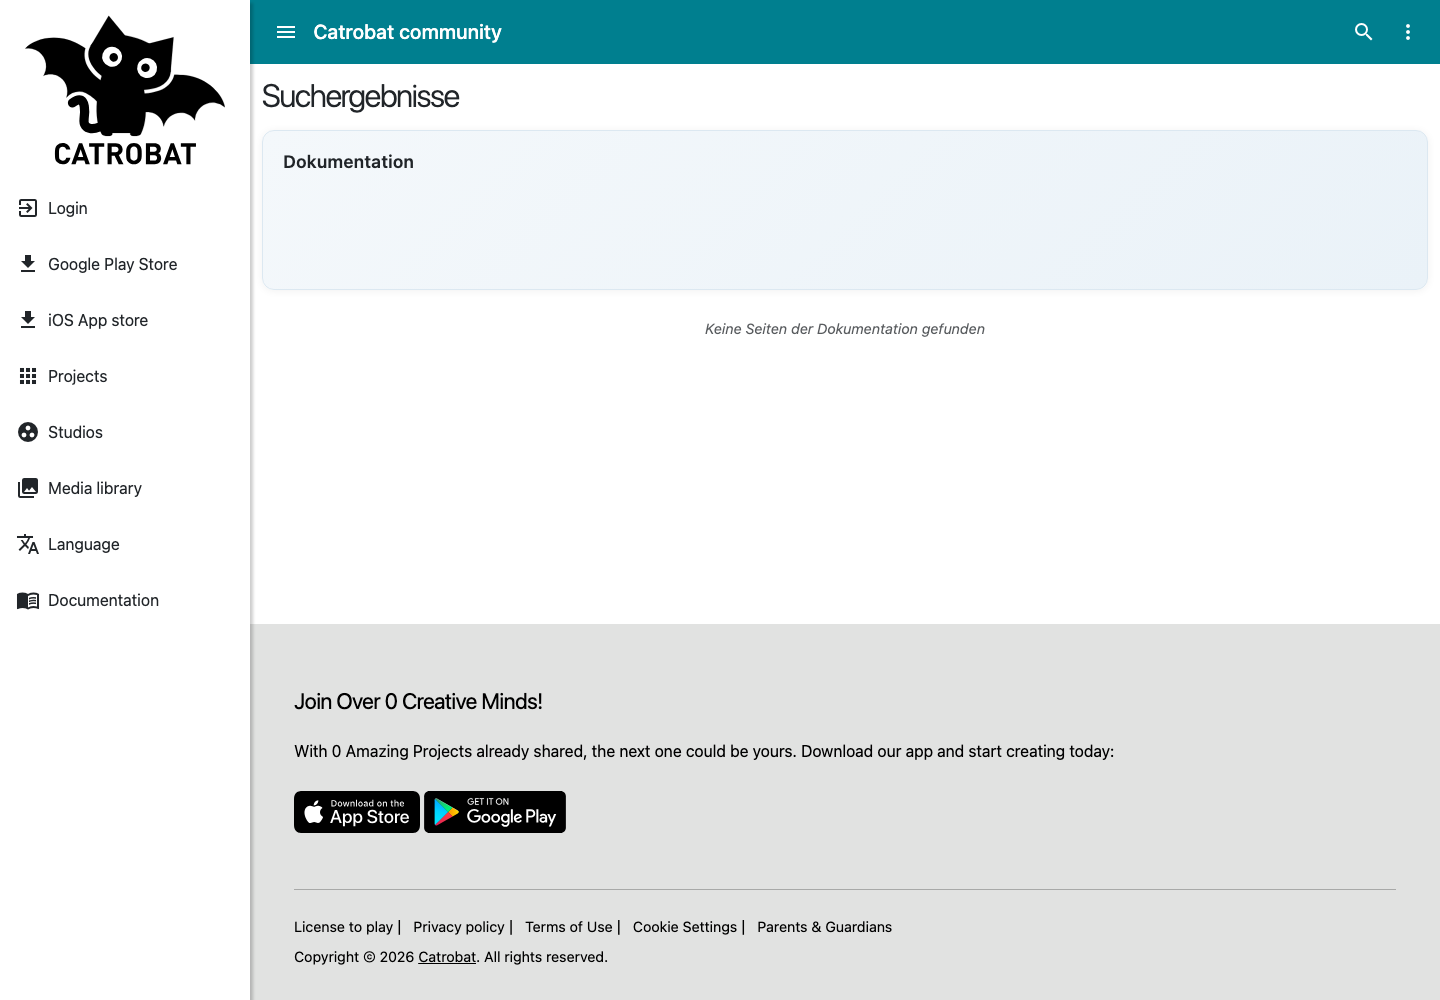 CATROBAT
Login
Google Play Store
iOS App store
Projects
Studios
Media library
Language
Documentation
Catrobat community
Suchergebnisse
Dokumentation
Keine Seiten der Dokumentation gefunden
Join Over 0 Creative Minds!
With 0 Amazing Projects already shared, the next one could be yours. Download our app and start creating today:
Download on the
App Store
GET IT ON
Google Play
License to play | Privacy policy | Terms of Use | Cookie Settings | Parents & Guardians
Copyright © 2026 Catrobat. All rights reserved.